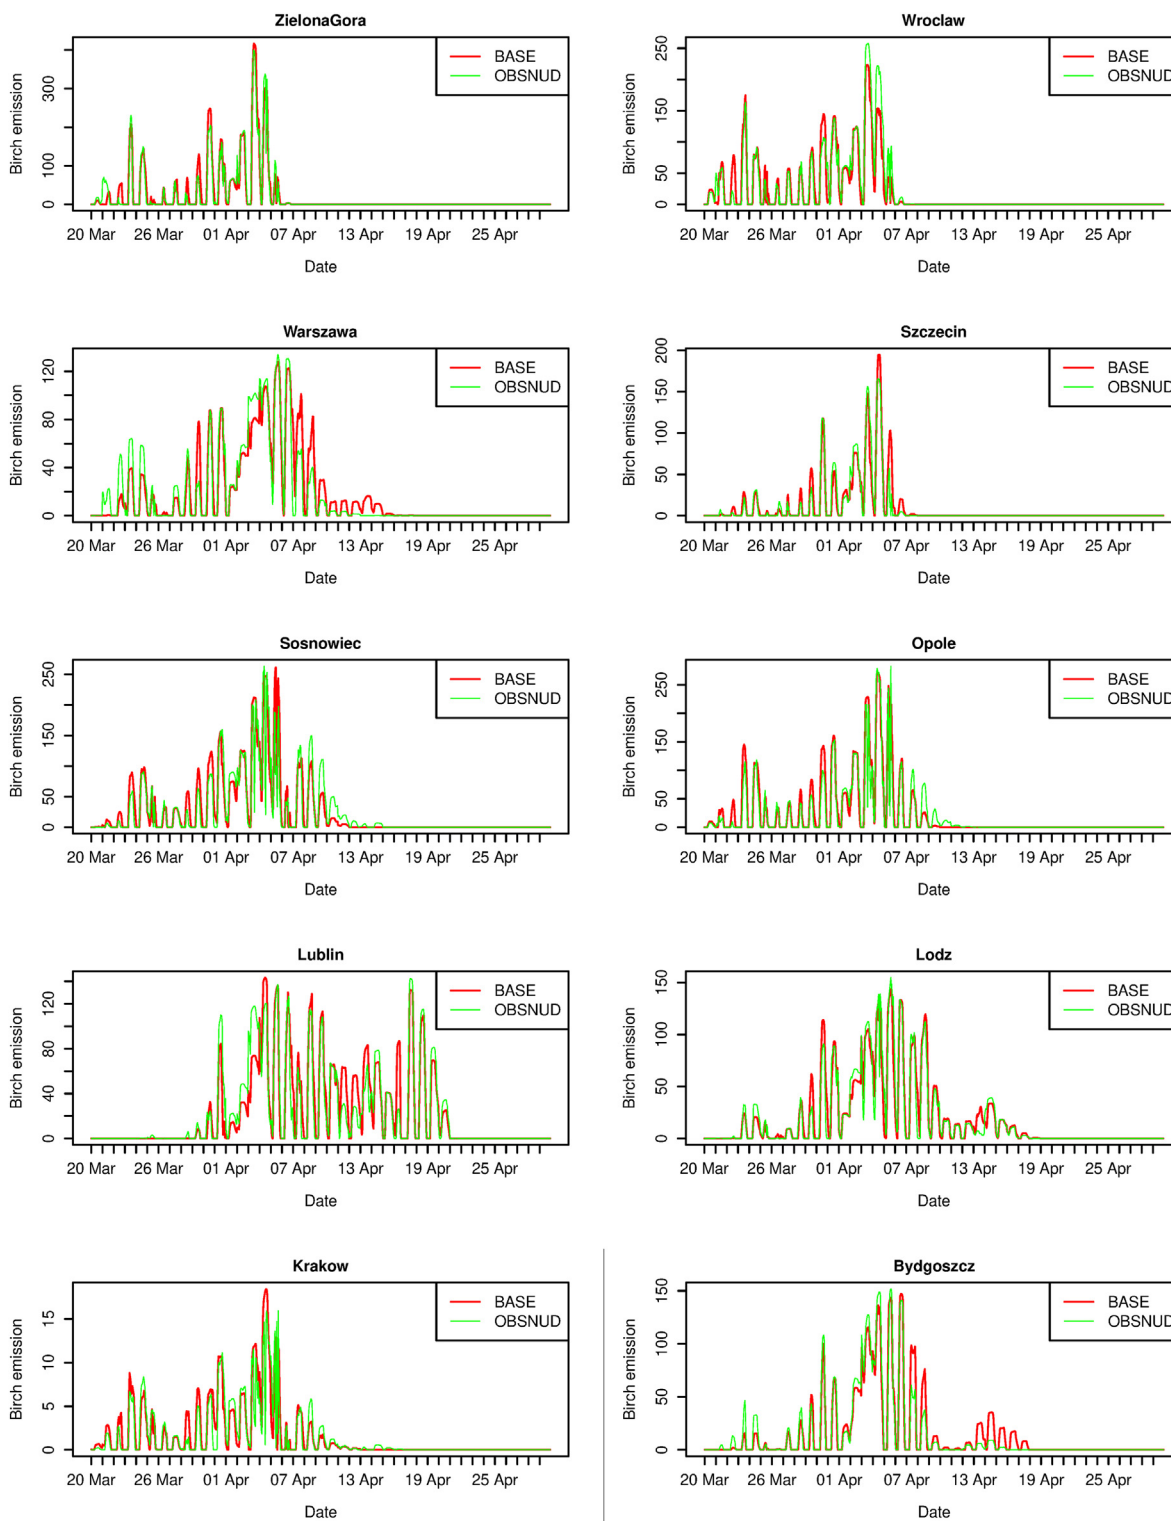 ZielonaGora
Birch emission
0 100 300
BASE
OBSNUD
20 Mar 26 Mar 01 Apr 07 Apr 13 Apr 19 Apr 25 Apr
Date
Wroclaw
Birch emission
0 50 150 250
BASE
OBSNUD
20 Mar 26 Mar 01 Apr 07 Apr 13 Apr 19 Apr 25 Apr
Date
Warszawa
Birch emission
0 40 80 120
BASE
OBSNUD
20 Mar 26 Mar 01 Apr 07 Apr 13 Apr 19 Apr 25 Apr
Date
Szczecin
Birch emission
0 50 100 150 200
BASE
OBSNUD
20 Mar 26 Mar 01 Apr 07 Apr 13 Apr 19 Apr 25 Apr
Date
Sosnowiec
Birch emission
0 50 150 250
BASE
OBSNUD
20 Mar 26 Mar 01 Apr 07 Apr 13 Apr 19 Apr 25 Apr
Date
Opole
Birch emission
0 50 150 250
BASE
OBSNUD
20 Mar 26 Mar 01 Apr 07 Apr 13 Apr 19 Apr 25 Apr
Date
Lublin
Birch emission
0 40 80 120
BASE
OBSNUD
20 Mar 26 Mar 01 Apr 07 Apr 13 Apr 19 Apr 25 Apr
Date
Lodz
Birch emission
0 50 100 150
BASE
OBSNUD
20 Mar 26 Mar 01 Apr 07 Apr 13 Apr 19 Apr 25 Apr
Date
Krakow
Birch emission
0 5 10 15
BASE
OBSNUD
20 Mar 26 Mar 01 Apr 07 Apr 13 Apr 19 Apr 25 Apr
Date
Bydgoszcz
Birch emission
0 50 100 150
BASE
OBSNUD
20 Mar 26 Mar 01 Apr 07 Apr 13 Apr 19 Apr 25 Apr
Date